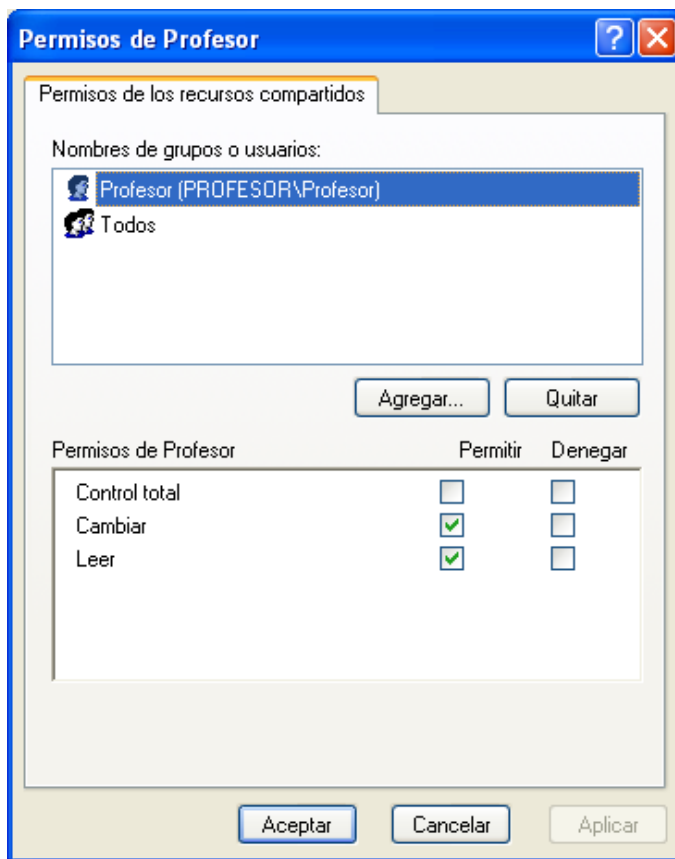 Permisos de Profesor
Permisos de los recursos compartidos
Nombres de grupos o usuarios:
Profesor (PROFESOR\Profesor)
Todos
Agregar... Quitar
Permisos de Profesor Permitir Denegar
Control total
Cambiar
Leer
Aceptar Cancelar Aplicar